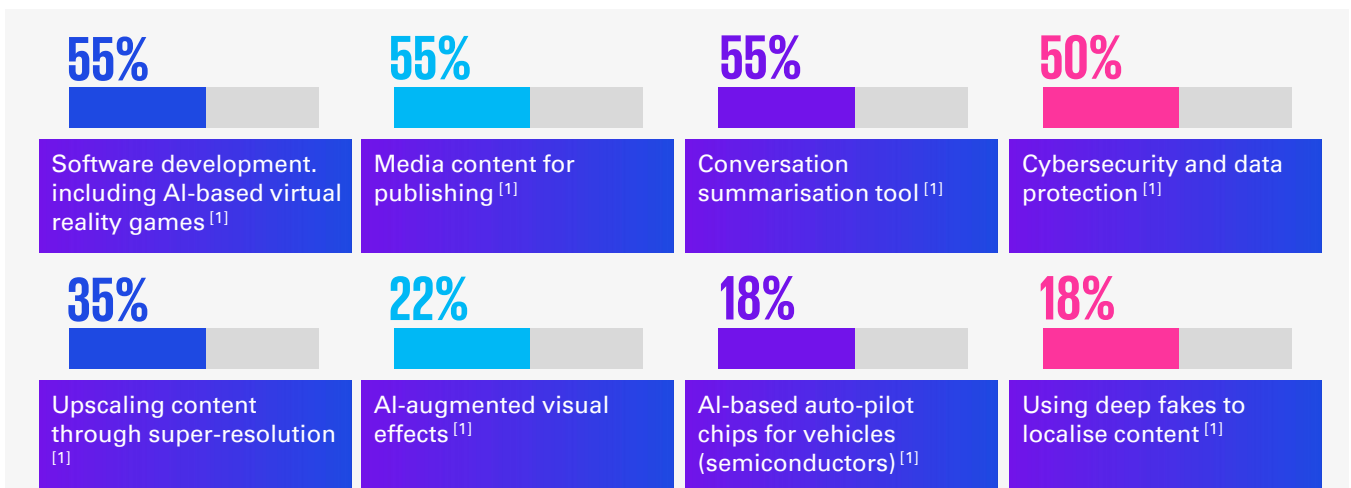 55%
55%
55%
50%
Software development.
including AI-based virtual
reality games [1]
Media content for
publishing [1]
Conversation
summarisation tool [1]
Cybersecurity and data
protection [1]
35%
22%
18%
18%
Upscaling content
through super-resolution
[1]
AI-augmented visual
effects [1]
AI-based auto-pilot
chips for vehicles
(semiconductors) [1]
Using deep fakes to
localise content [1]